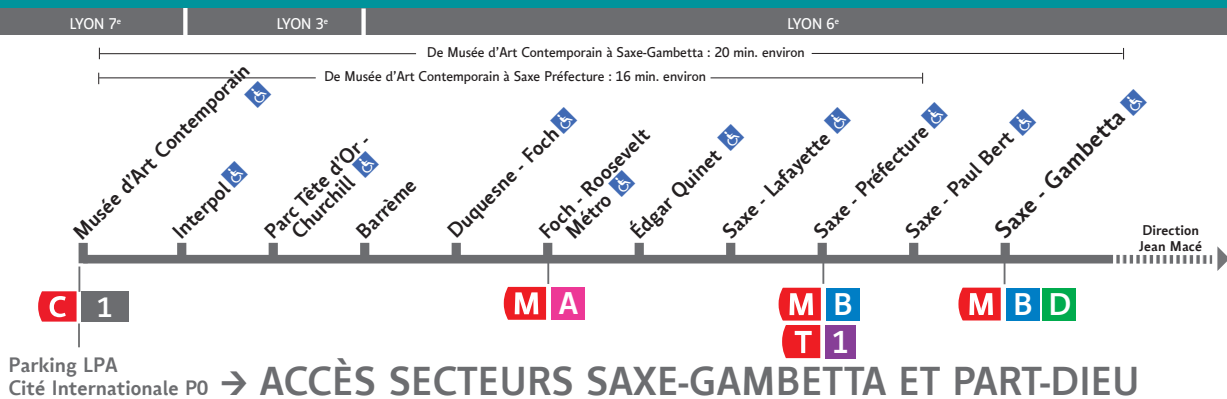 LYON 7e LYON 3e LYON 6e
De Musée d'Art Contemporain à Saxe-Gambetta : 20 min. environ
De Musée d'Art Contemporain à Saxe Préfecture : 16 min. environ
Musée d'Art Contemporain
Interpol
Parc Tête d'Or -
Churchill
Barrème
Duquesne - Foch
Foch - Roosevelt
Métro
Édgar Quinet
Saxe - Lafayette
Saxe - Préfecture
Saxe - Paul Bert
Saxe - Gambetta
Direction
Jean Macé
C 1
M A
M B
T 1
M B D
Parking LPA
Cité Internationale P0 → ACCÈS SECTEURS SAXE-GAMBETTA ET PART-DIEU